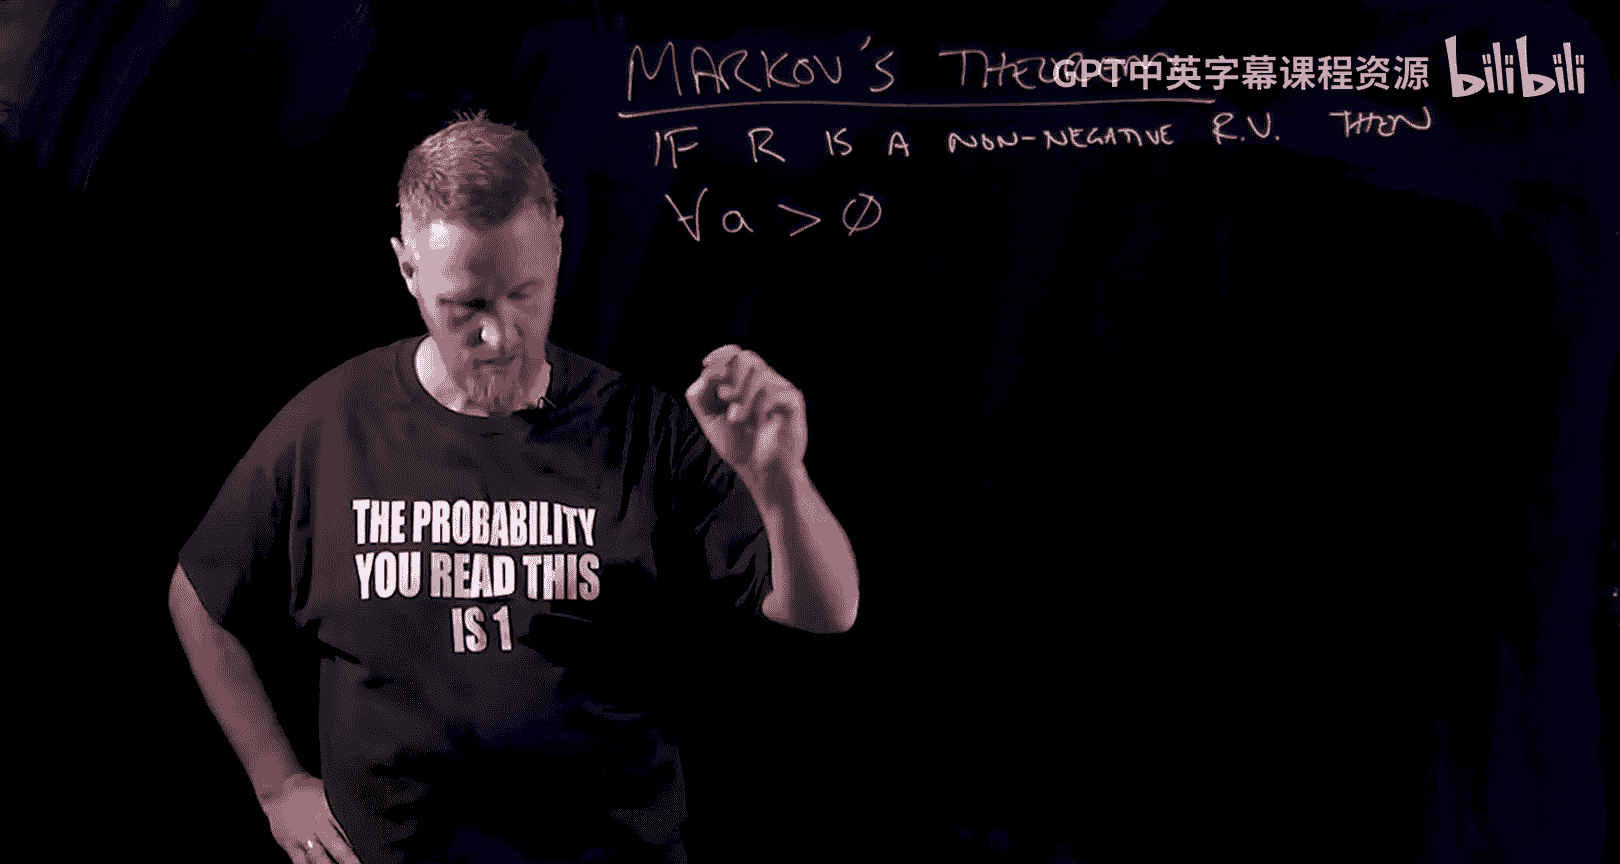 MARKOV'S THEOREM
GPT中英字幕课程资源 bilibili
IF R IS A NON-NEGATIVE R.V. THEN
∀ a > ∅
THE PROBABILITY
YOU READ THIS
IS 1